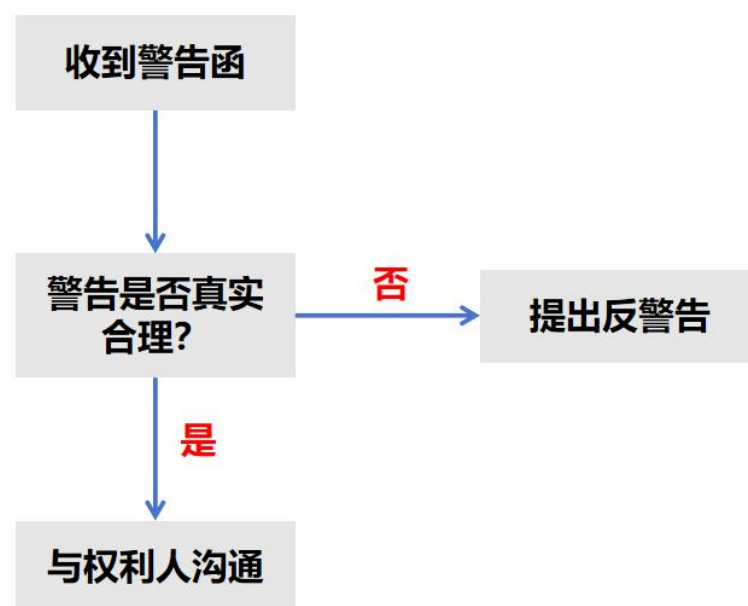 收到警告函
警告是否真实
合理？
否
提出反警告
是
与权利人沟通